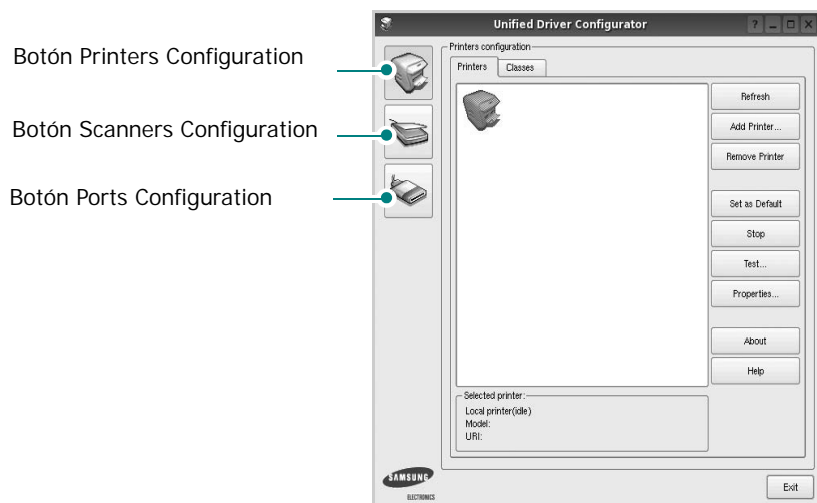 Unified Driver Configurator
Botón Printers Configuration
Botón Scanners Configuration
Botón Ports Configuration
Printers configuration
Printers
Classes
Refresh
Add Printer...
Remove Printer
Set as Default
Stop
Test...
Properties...
About
Help
Selected printer:
Local printer(idle)
Model:
URI:
SAMSUNG
ELECTRONICS
Exit